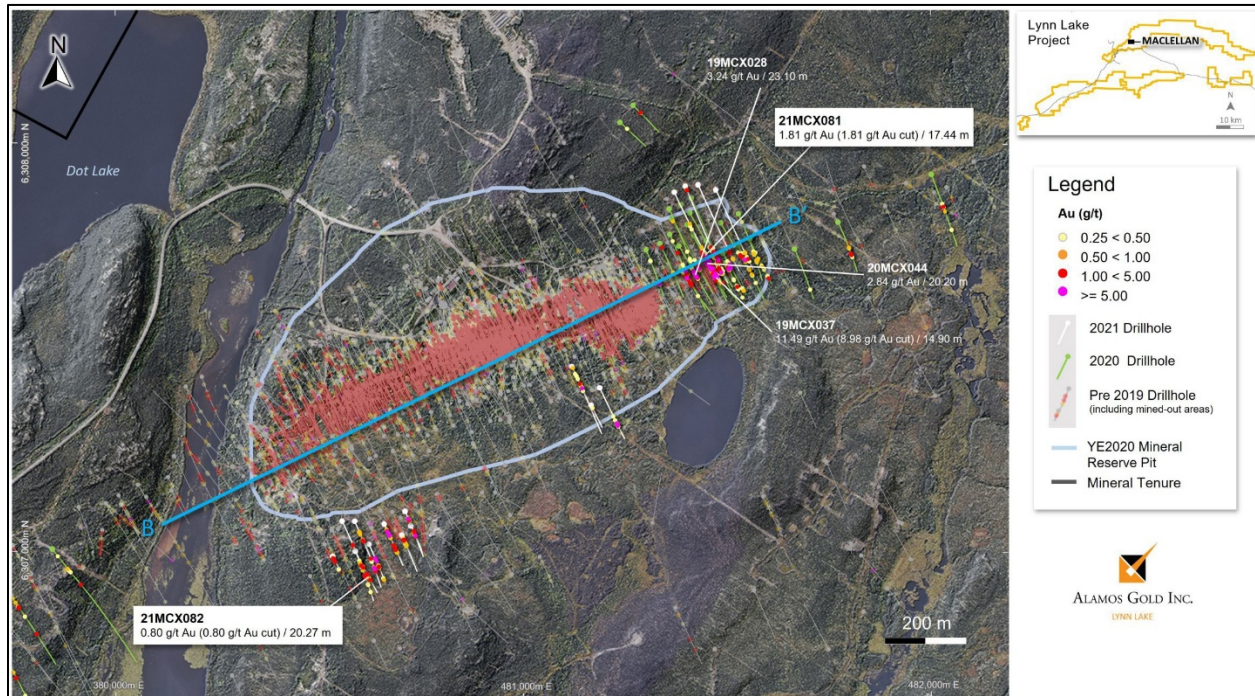 N
Dot Lake
6,308,000m N
6,307,000m N
19MCX028
3.24 g/t Au / 23.10 m
21MCX081
1.81 g/t Au (1.81 g/t Au cut) / 17.44 m
B'
20MCX044
2.84 g/t Au / 20.20 m
19MCX037
11.49 g/t Au (8.98 g/t Au cut) / 14.90 m
B
21MCX082
0.80 g/t Au (0.80 g/t Au cut) / 20.27 m
200 m
380,000m E
481,000m E
482,000m E
Lynn Lake
Project
MACLELLAN
N
10 km
Legend
Au (g/t)
0.25 < 0.50
0.50 < 1.00
1.00 < 5.00
>= 5.00
2021 Drillhole
2020 Drillhole
Pre 2019 Drillhole
(including mined-out areas)
YE2020 Mineral
Reserve Pit
Mineral Tenure
ALAMOS GOLD INC.
LYNN LAKE